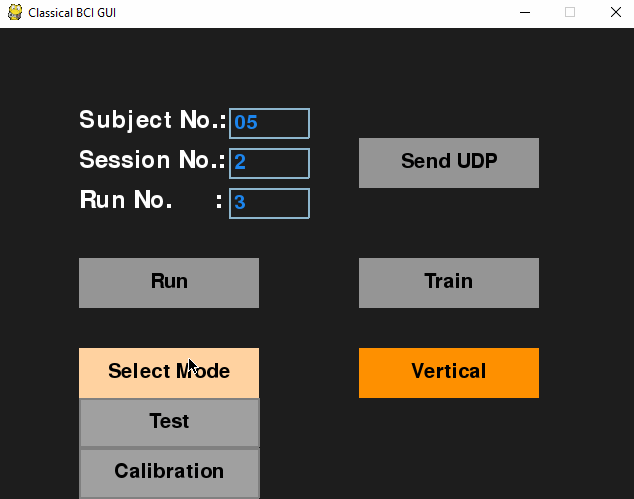 Classical BCI GUI
Subject No.: 05
Session No.: 2
Send UDP
Run No. : 3
Run
Train
Select Mode
Vertical
Test
Calibration